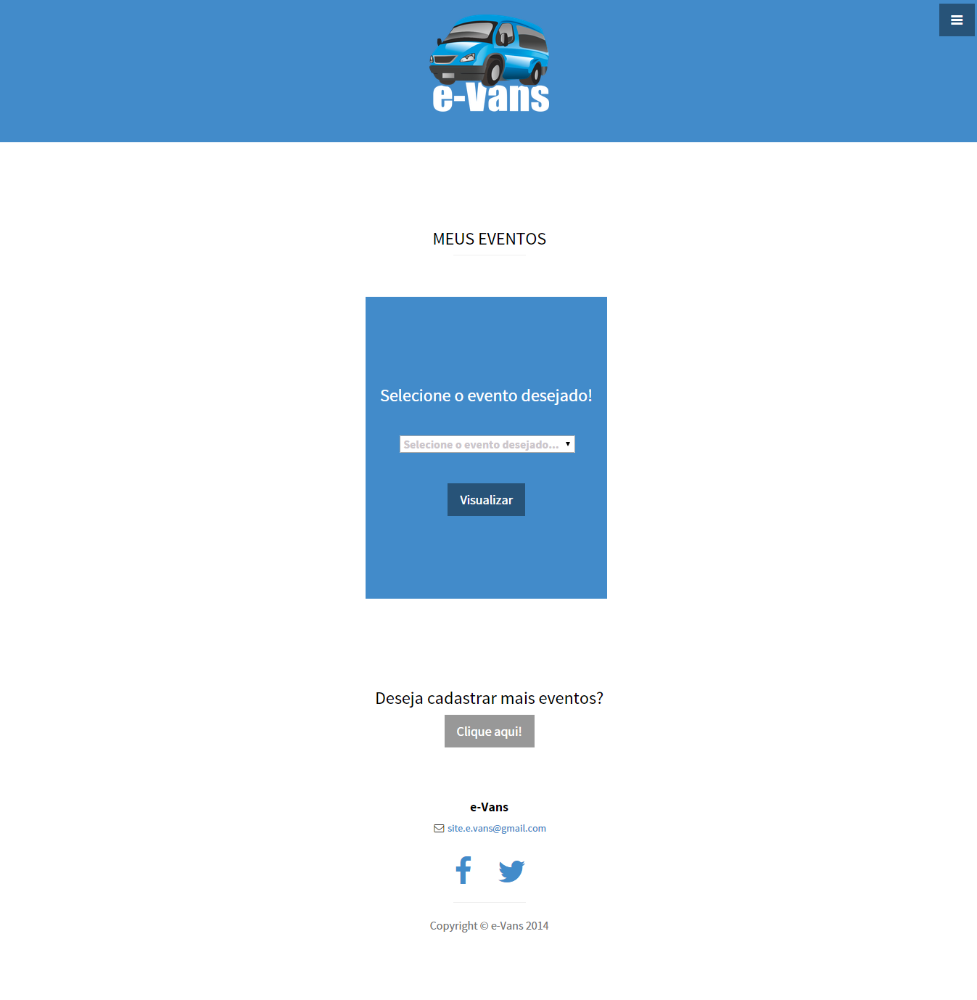 e-Vans
MEUS EVENTOS
Selecione o evento desejado!
Selecione o evento desejado...
Visualizar
Deseja cadastrar mais eventos?
Clique aqui!
e-Vans
site.e.vans@gmail.com
Copyright © e-Vans 2014